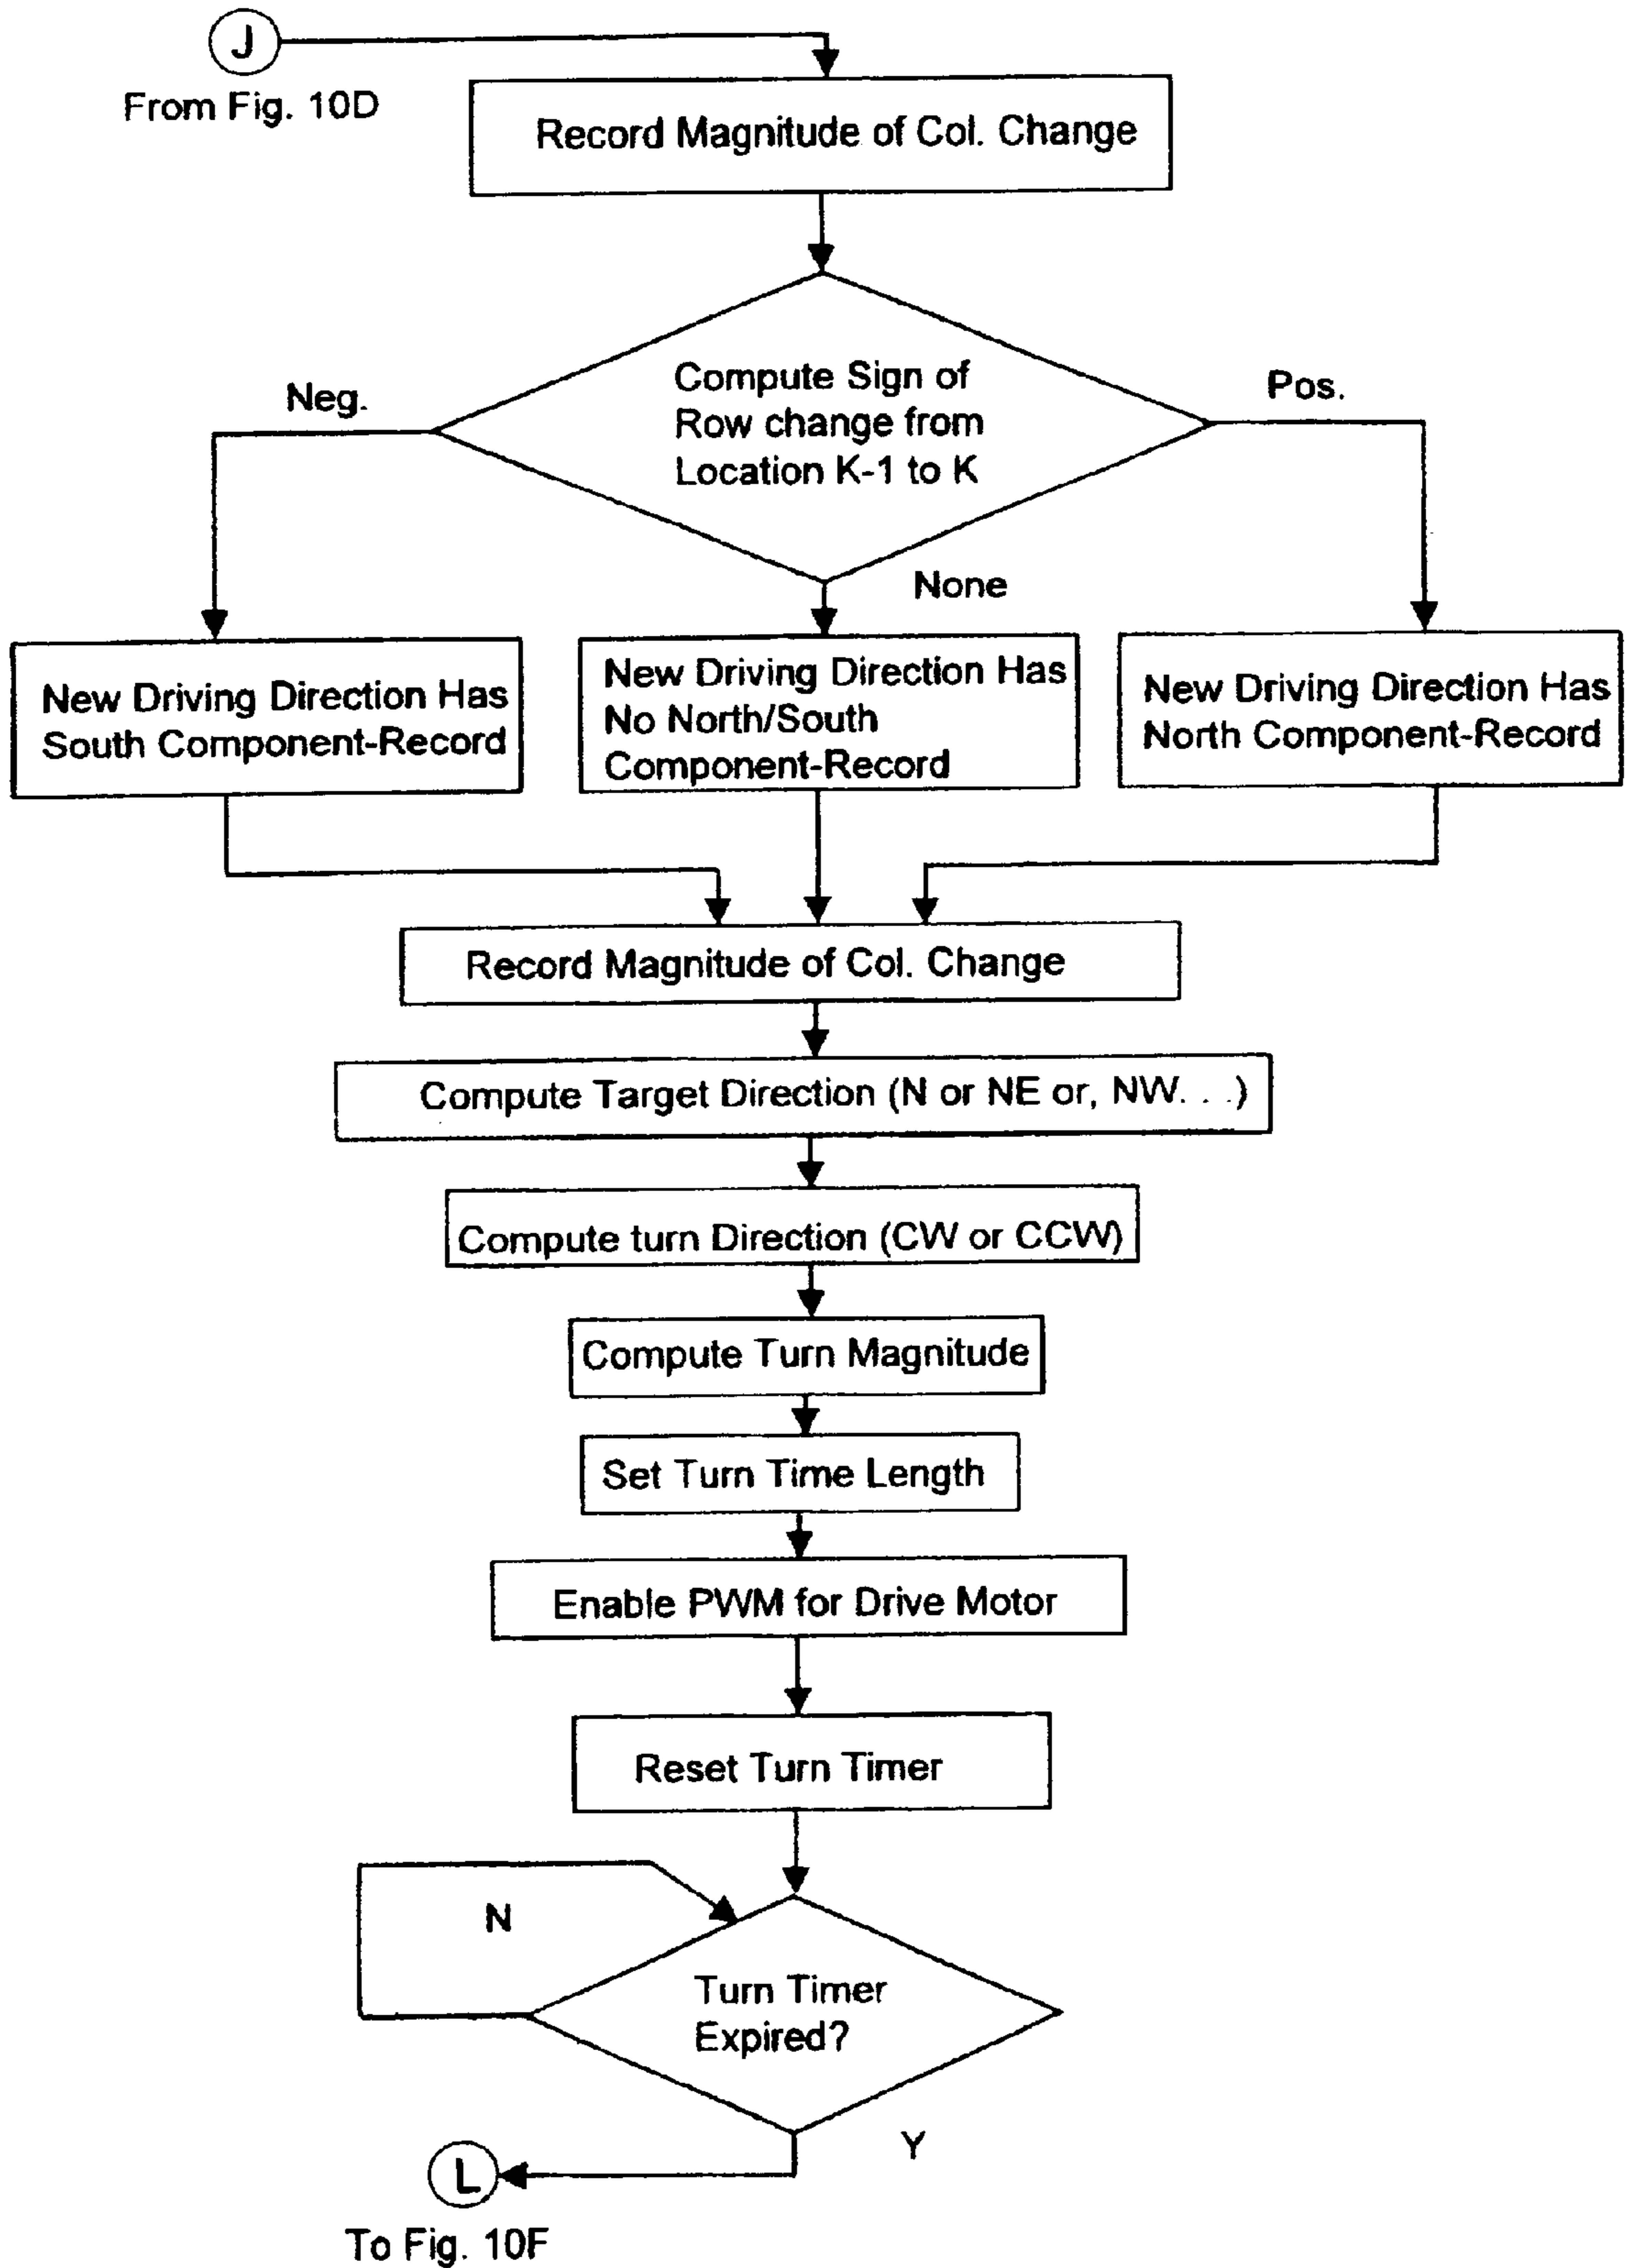 J
From Fig. 10D
Record Magnitude of Col. Change
Compute Sign of
Row change from
Location K-1 to K
Neg.
Pos.
None
New Driving Direction Has
South Component-Record
New Driving Direction Has
No North/South
Component-Record
New Driving Direction Has
North Component-Record
Record Magnitude of Col. Change
Compute Target Direction (N or NE or, NW. . .)
Compute turn Direction (CW or CCW)
Compute Turn Magnitude
Set Turn Time Length
Enable PWM for Drive Motor
Reset Turn Timer
N
Turn Timer
Expired?
Y
L
To Fig. 10F